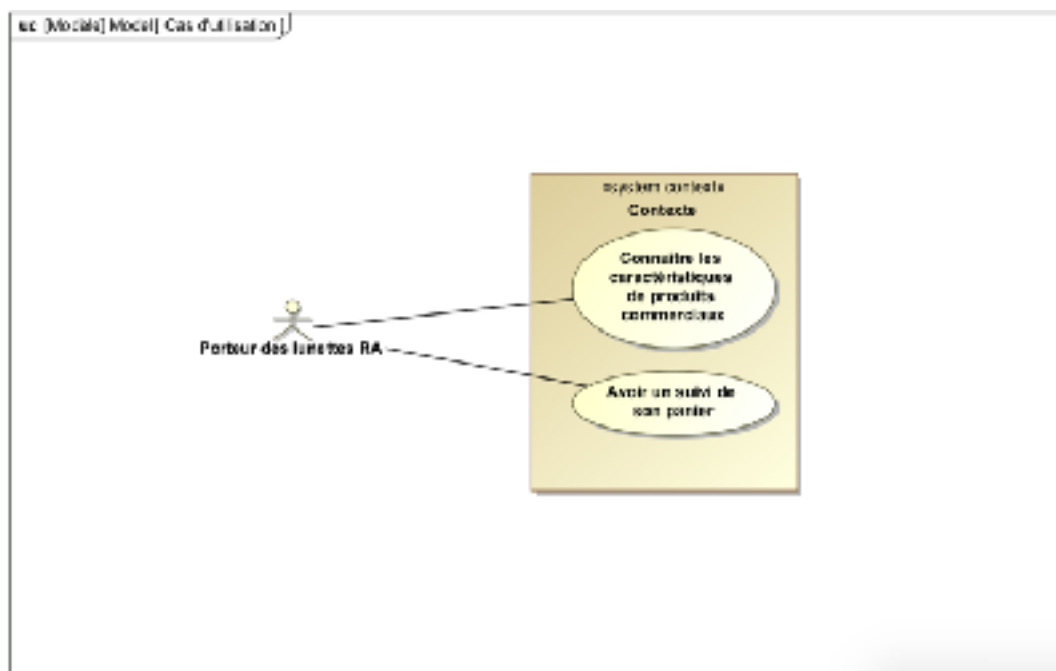 uc [Modèle] Model[ Cas d'utilisation ]
«system context»
Contexte
Connaître les
caractéristiques
de produits
commerciaux
Porteur des lunettes RA
Avoir un suivi de
son panier